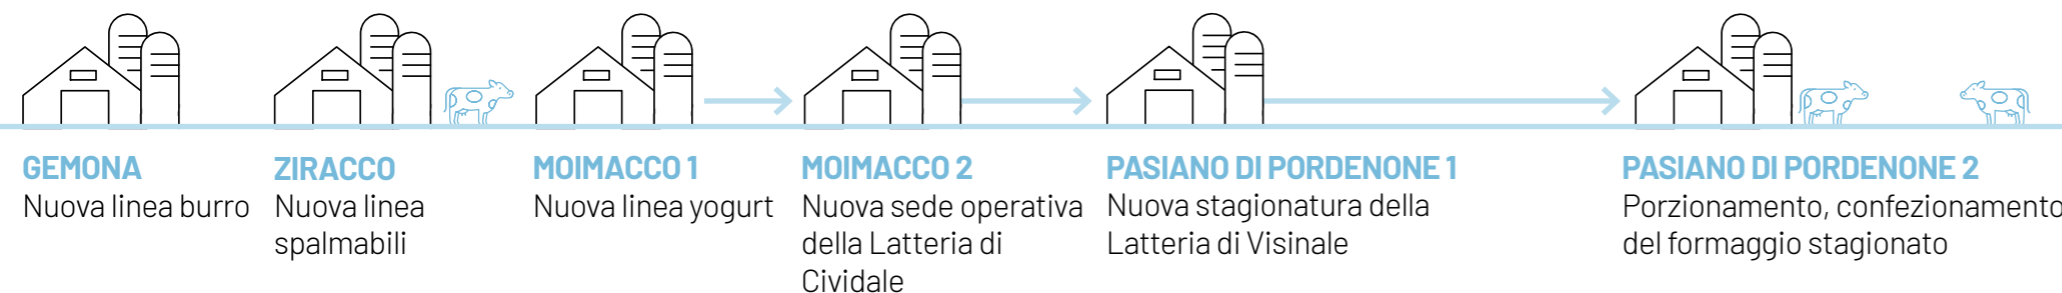 GEMONA
Nuova linea burro
ZIRACCO
Nuova linea
spalmabili
MOIMACCO 1
Nuova linea yogurt
MOIMACCO 2
Nuova sede operativa
della Latteria di
Cividale
PASIANO DI PORDENONE 1
Nuova stagionatura della
Latteria di Visinale
PASIANO DI PORDENONE 2
Porzionamento, confezionamento
del formaggio stagionato